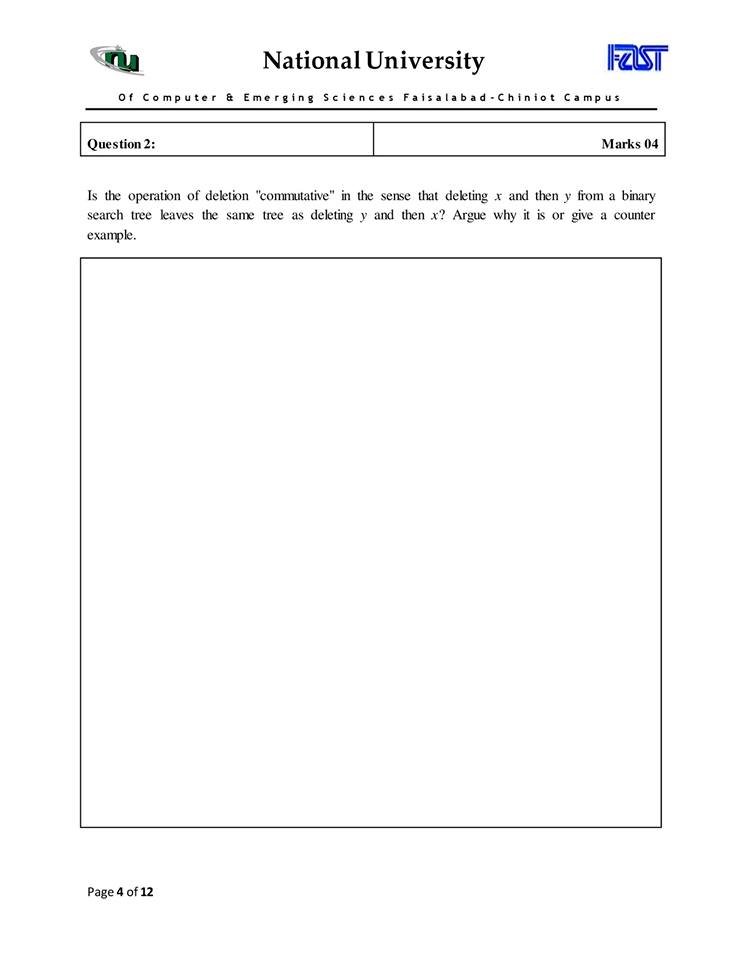 nu
National University
FAST
Of Computer & Emerging Sciences Faisalabad-Chiniot Campus
Question 2:
Marks 04
Is the operation of deletion "commutative" in the sense that deleting x and then y from a binary
search tree leaves the same tree as deleting y and then x? Argue why it is or give a counter
example.
Page 4 of 12